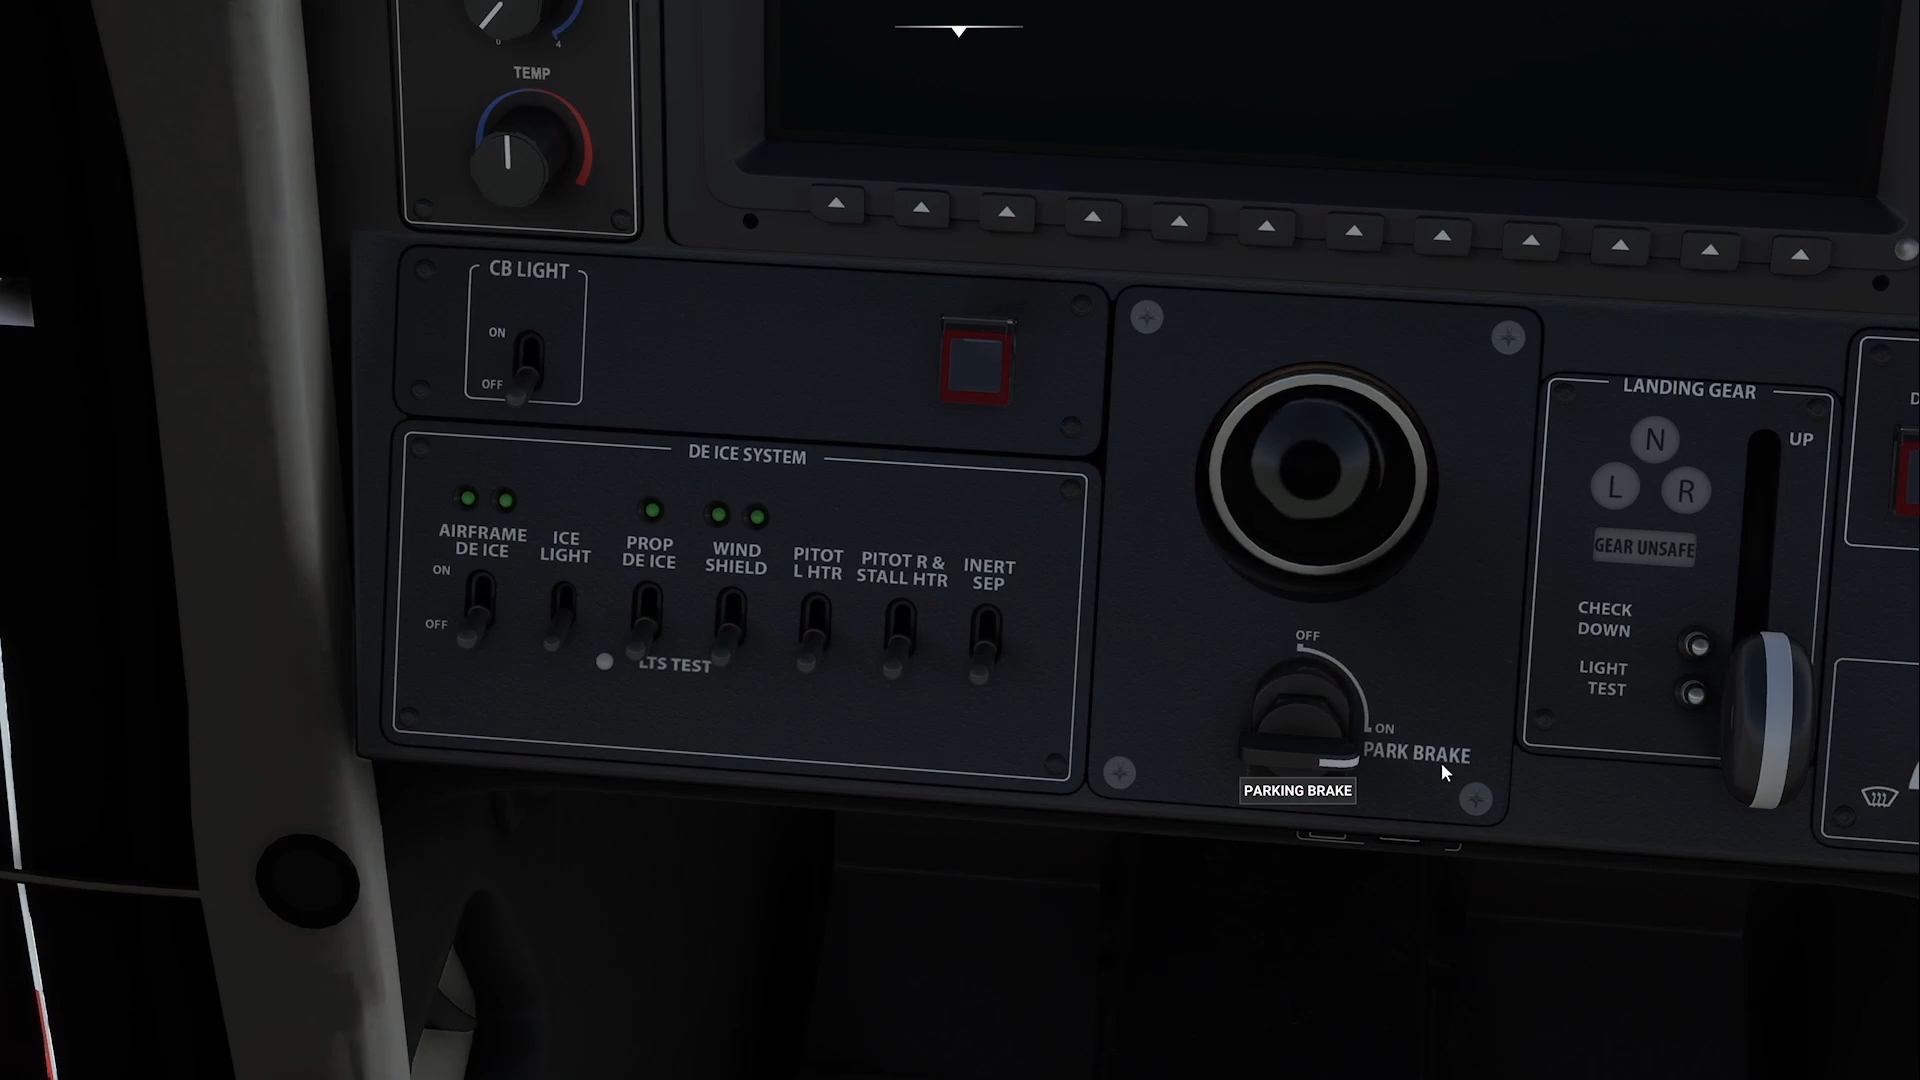 0
4
TEMP
CB LIGHT
ON
OFF
DE ICE SYSTEM
AIRFRAME
DE ICE
ICE
LIGHT
PROP
DE ICE
WIND
SHIELD
PITOT
L HTR
PITOT R &
STALL HTR
INERT
SEP
ON
OFF
LTS TEST
OFF
ON
PARK BRAKE
PARKING BRAKE
LANDING GEAR
N
L
R
UP
GEAR UNSAFE
CHECK
DOWN
LIGHT
TEST
D